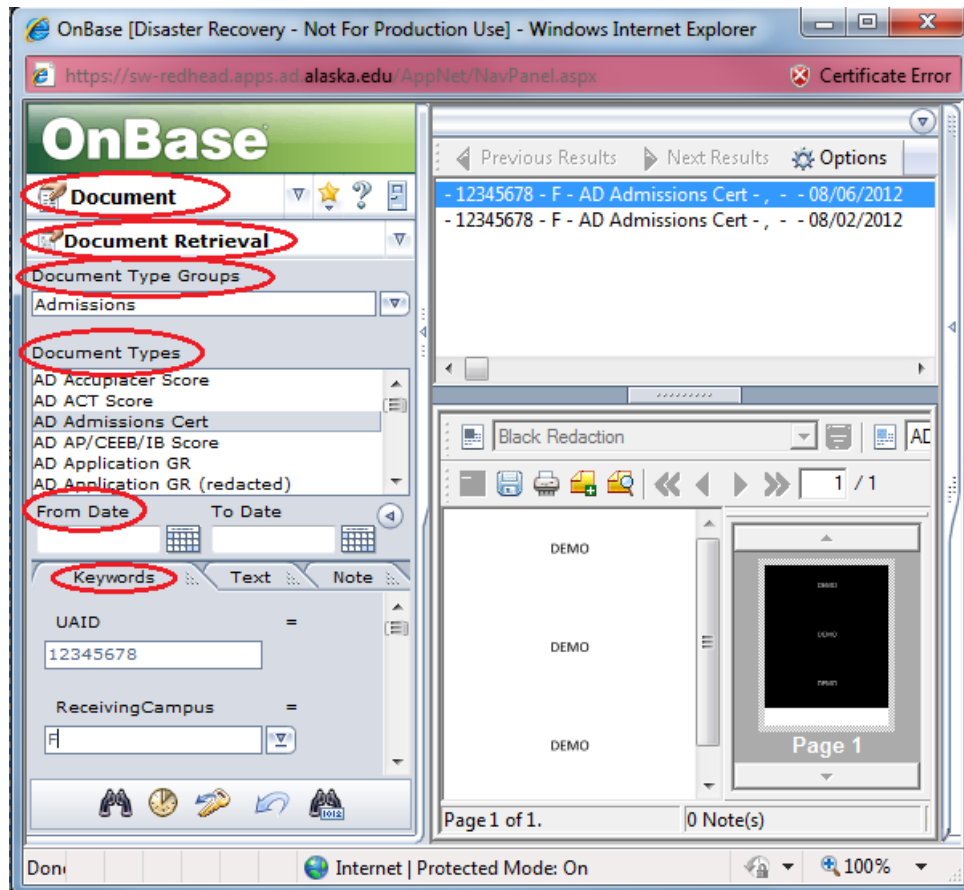 OnBase [Disaster Recovery - Not For Production Use] - Windows Internet Explorer
https://sw-redhead.apps.ad.alaska.edu/AppNet/NavPanel.aspx Certificate Error
OnBase
Document
Document Retrieval
Document Type Groups
Admissions
Document Types
AD Accuplacer Score
AD ACT Score
AD Admissions Cert
AD AP/CEEB/IB Score
AD Application GR
AD Application GR (redacted)
From Date To Date
Keywords Text Note
UAID =
12345678
ReceivingCampus =
F
Previous Results Next Results Options
- 12345678 - F - AD Admissions Cert - , - - 08/06/2012
- 12345678 - F - AD Admissions Cert - , - - 08/02/2012
Black Redaction AD
1 / 1
DEMO
DEMO
DEMO
DEMO
DEMO
DEMO
Page 1
Page 1 of 1. 0 Note(s)
Done Internet | Protected Mode: On 100%